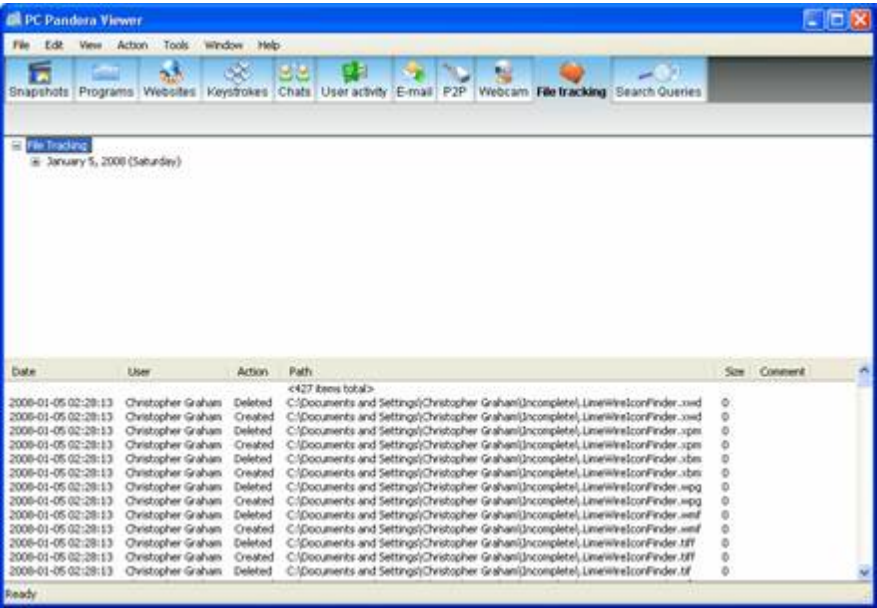 PC Pandora Viewer
File Edit View Action Tools Window Help
Snapshots Programs Websites Keystrokes Chats User activity E-mail P2P Webcam File tracking Search Queries
File Tracking
January 5, 2008 (Saturday)
Date User Action Path Size Comment
<427 items total>
2008-01-05 02:28:13 Christopher Graham Deleted C:\Documents and Settings\Christopher Graham\Incomplete\.LimeWireIconFinder.xwd 0
2008-01-05 02:28:13 Christopher Graham Created C:\Documents and Settings\Christopher Graham\Incomplete\.LimeWireIconFinder.xwd 0
2008-01-05 02:28:13 Christopher Graham Deleted C:\Documents and Settings\Christopher Graham\Incomplete\.LimeWireIconFinder.xpm 0
2008-01-05 02:28:13 Christopher Graham Created C:\Documents and Settings\Christopher Graham\Incomplete\.LimeWireIconFinder.xpm 0
2008-01-05 02:28:13 Christopher Graham Deleted C:\Documents and Settings\Christopher Graham\Incomplete\.LimeWireIconFinder.xbm 0
2008-01-05 02:28:13 Christopher Graham Created C:\Documents and Settings\Christopher Graham\Incomplete\.LimeWireIconFinder.xbm 0
2008-01-05 02:28:13 Christopher Graham Deleted C:\Documents and Settings\Christopher Graham\Incomplete\.LimeWireIconFinder.wpg 0
2008-01-05 02:28:13 Christopher Graham Created C:\Documents and Settings\Christopher Graham\Incomplete\.LimeWireIconFinder.wpg 0
2008-01-05 02:28:13 Christopher Graham Deleted C:\Documents and Settings\Christopher Graham\Incomplete\.LimeWireIconFinder.wmf 0
2008-01-05 02:28:13 Christopher Graham Created C:\Documents and Settings\Christopher Graham\Incomplete\.LimeWireIconFinder.wmf 0
2008-01-05 02:28:13 Christopher Graham Deleted C:\Documents and Settings\Christopher Graham\Incomplete\.LimeWireIconFinder.tiff 0
2008-01-05 02:28:13 Christopher Graham Created C:\Documents and Settings\Christopher Graham\Incomplete\.LimeWireIconFinder.tiff 0
2008-01-05 02:28:13 Christopher Graham Deleted C:\Documents and Settings\Christopher Graham\Incomplete\.LimeWireIconFinder.tif 0
Ready